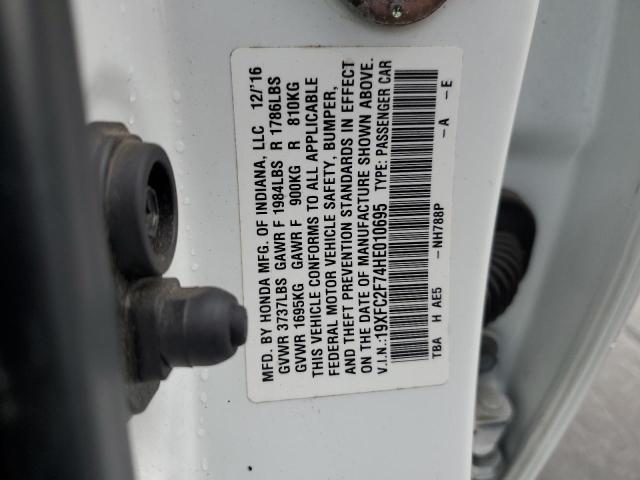 MFD. BY HONDA MFG. OF INDIANA, LLC 12/'16
GVWR 3737LBS GAWR F 1984LBS R 1786LBS
GVWR 1695KG GAWR F 900KG R 810KG
THIS VEHICLE CONFORMS TO ALL APPLICABLE
FEDERAL MOTOR VEHICLE SAFETY, BUMPER,
AND THEFT PREVENTION STANDARDS IN EFFECT
ON THE DATE OF MANUFACTURE SHOWN ABOVE.
V.I.N.:19XFC2F74HE010695 TYPE: PASSENGER CAR
TBA H AE5 -NH788P -A -E